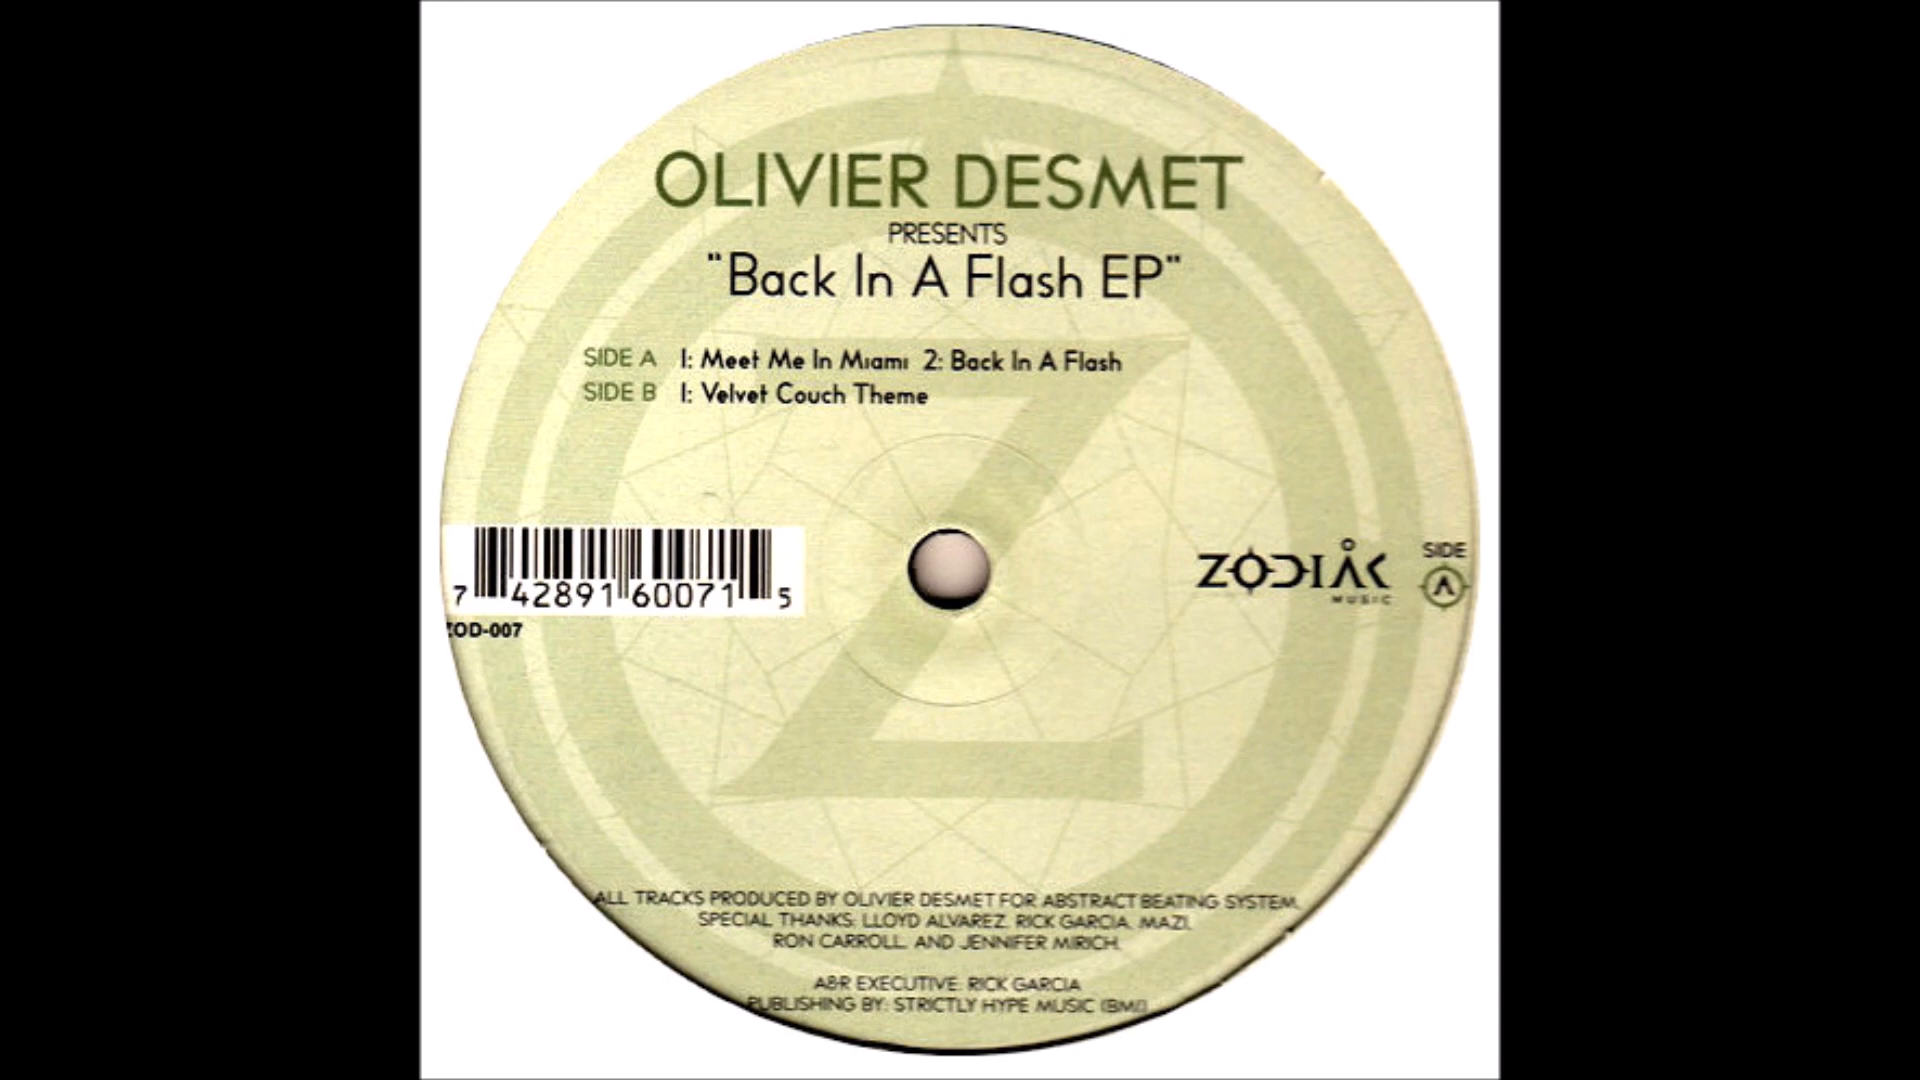 OLIVIER DESMET
PRESENTS
"Back In A Flash EP"
SIDE A 1: Meet Me In Miami 2: Back In A Flash
SIDE B 1: Velvet Couch Theme
7 42891 60071 5
ZOD-007
ZODIAK
MUSIC
SIDE
A
ALL TRACKS PRODUCED BY OLIVIER DESMET FOR ABSTRACT BEATING SYSTEM.
SPECIAL THANKS: LLOYD ALVAREZ, RICK GARCIA, MAZI,
RON CARROLL, AND JENNIFER MIRICH.
A&R EXECUTIVE: RICK GARCIA
PUBLISHING BY: STRICTLY HYPE MUSIC (BMI)